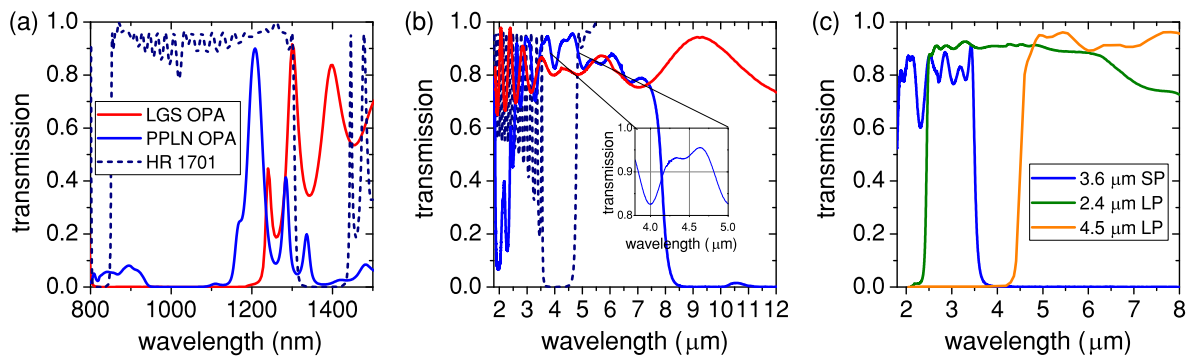 (a)
1.0
0.8
0.6
0.4
0.2
0.0
transmission
LGS OPA
PPLN OPA
HR 1701
800 1000 1200 1400
wavelength (nm)
(b)
1.0
0.8
0.6
0.4
0.2
0.0
transmission
1.0
0.9
0.8
transmission
4.0 4.5 5.0
wavelength (μm)
2 3 4 5 6 7 8 9 10 11 12
wavelength (μm)
(c)
1.0
0.8
0.6
0.4
0.2
0.0
transmission
3.6 μm SP
2.4 μm LP
4.5 μm LP
2 3 4 5 6 7 8
wavelength (μm)